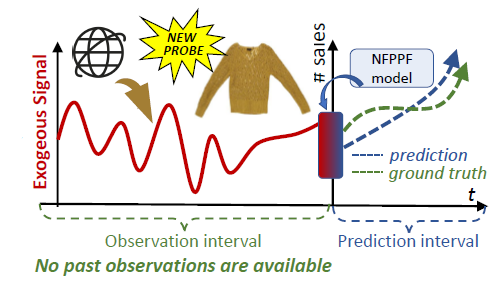 NEW
PROBE
Exogeous Signal
# sales
NFPPF
model
prediction
ground truth
t
Observation interval
Prediction interval
No past observations are available